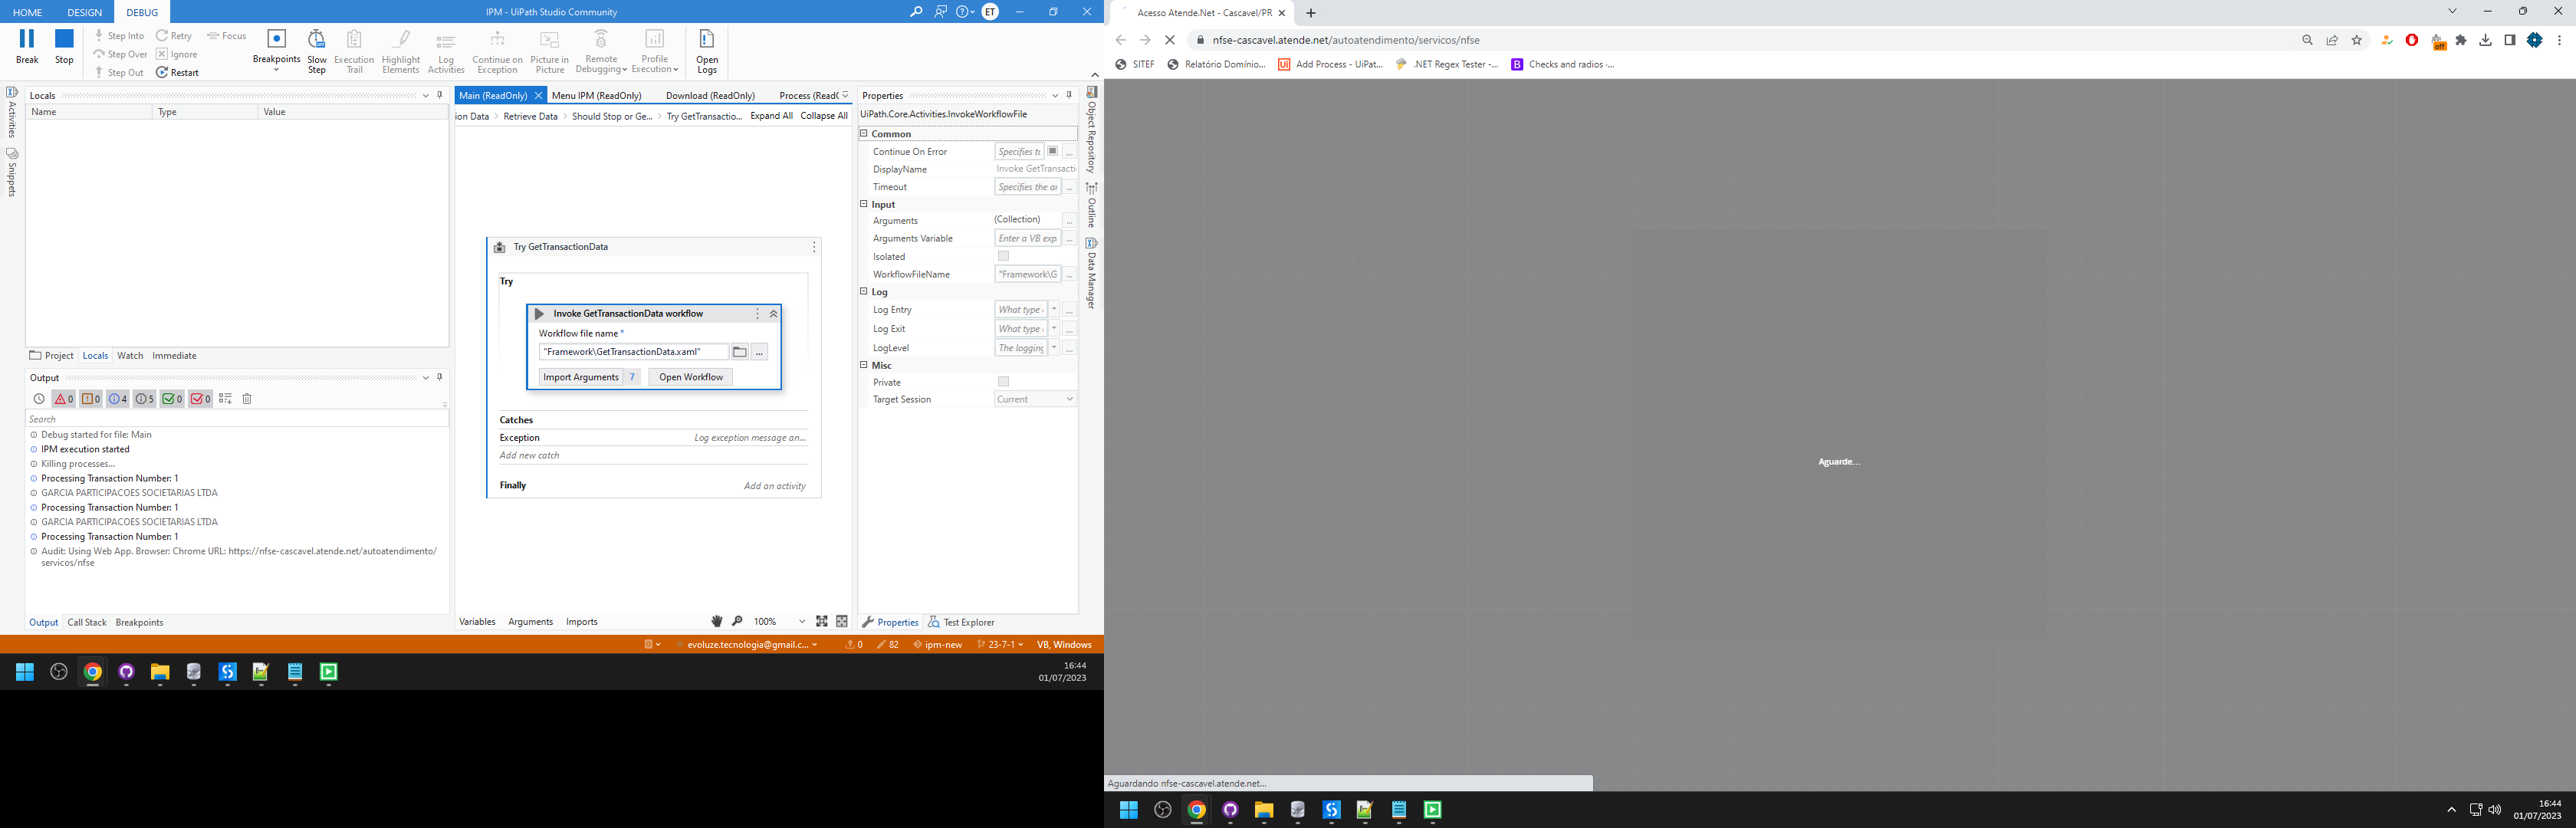 HOME DESIGN DEBUG IPM - UiPath Studio Community ET
Break Stop Step Into Step Over Step Out Retry Ignore Restart Focus Breakpoints Slow Step Execution Trail Highlight Elements Log Activities Continue on Exception Picture in Picture Remote Debugging Profile Execution Open Logs
Activities
Snippets
Locals
Name Type Value
Project Locals Watch Immediate
Output
0 0 4 5 0 0
Search
Debug started for file: Main
IPM execution started
Killing processes...
Processing Transaction Number: 1
GARCIA PARTICIPACOES SOCIETARIAS LTDA
Processing Transaction Number: 1
GARCIA PARTICIPACOES SOCIETARIAS LTDA
Processing Transaction Number: 1
Audit: Using Web App. Browser: Chrome URL: https://nfse-cascavel.atende.net/autoatendimento/
servicos/nfse
Output Call Stack Breakpoints
Main (ReadOnly) Menu IPM (ReadOnly) Download (ReadOnly) Process (ReadO
ion Data Retrieve Data Should Stop or Ge... Try GetTransactio... Expand All Collapse All
Try GetTransactionData
Try
Invoke GetTransactionData workflow
Workflow file name *
"Framework\GetTransactionData.xaml" ...
Import Arguments 7 Open Workflow
Catches
Exception Log exception message an...
Add new catch
Finally Add an activity
Variables Arguments Imports 100%
Properties
UiPath.Core.Activities.InvokeWorkflowFile
Common
Continue On Error Specifies to ...
DisplayName Invoke GetTransacti
Timeout Specifies the ar ...
Input
Arguments (Collection) ...
Arguments Variable Enter a VB exp ...
Isolated
WorkflowFileName "Framework\G ...
Log
Log Entry What type ...
Log Exit What type ...
LogLevel The logging ...
Misc
Private
Target Session Current
Properties Test Explorer
Object Repository
Outline
Data Manager
evoluze.tecnologia@gmail.c... 0 82 ipm-new 23-7-1 VB, Windows
16:44
01/07/2023
Acesso Atende.Net - Cascavel/PR
nfse-cascavel.atende.net/autoatendimento/servicos/nfse off
SITEF Relatório Domínio... Ui Add Process - UiPat... .NET Regex Tester -... B Checks and radios ·...
Aguarde...
Aguardando nfse-cascavel.atende.net...
16:44
01/07/2023